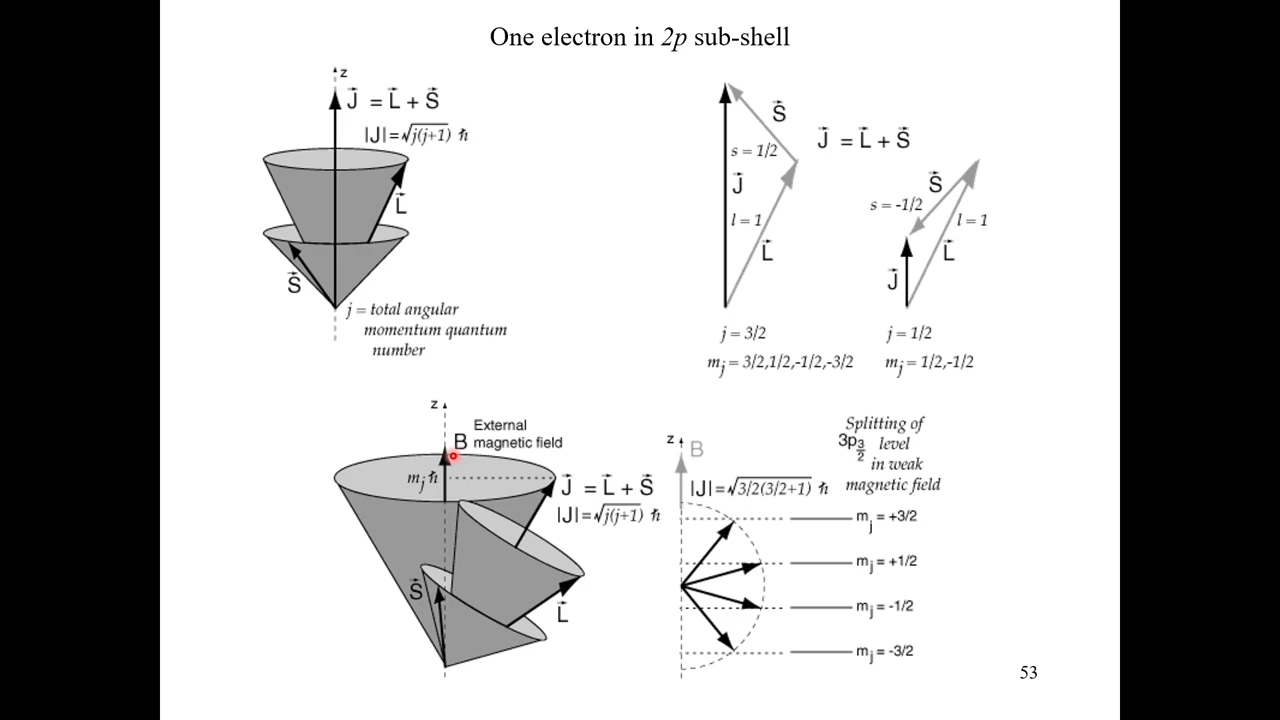 One electron in 2p sub-shell
z
J⃗ = L⃗ + S⃗
|J| = √j(j+1) ℏ
L⃗
S⃗
j = total angular
momentum quantum
number
S⃗
s = 1/2
J⃗
l = 1
L⃗
j = 3/2
mⱼ = 3/2,1/2,-1/2,-3/2
J⃗ = L⃗ + S⃗
S⃗
s = -1/2
l = 1
L⃗
J⃗
j = 1/2
mⱼ = 1/2,-1/2
z
External
B magnetic field
mⱼ ℏ
J⃗ = L⃗ + S⃗
|J| = √j(j+1) ℏ
S⃗
L⃗
z
B
|J| = √3/2(3/2+1) ℏ
Splitting of
3p3/2 level
in weak
magnetic field
mⱼ = +3/2
mⱼ = +1/2
mⱼ = -1/2
mⱼ = -3/2
53